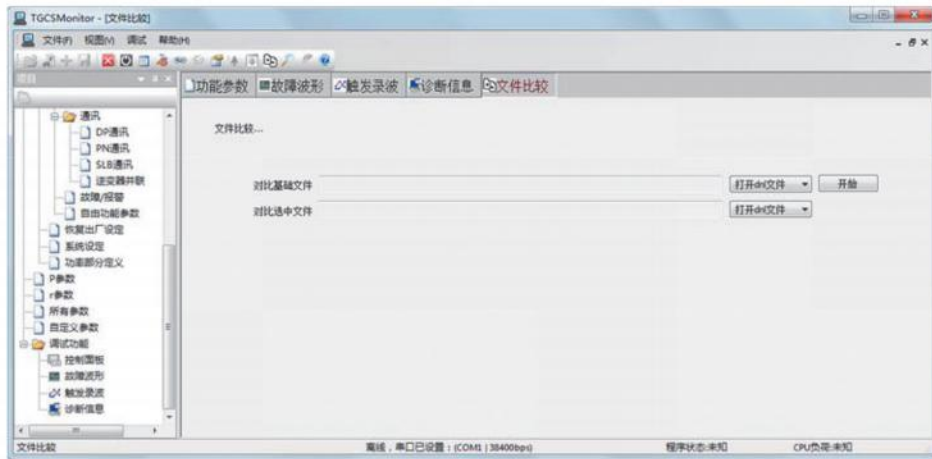 TGCSMonitor - [文件比较]
文件(F) 视图(V) 调试 帮助(H)
项目
功能参数 故障波形 触发录波 诊断信息 文件比较
通讯
DP通讯
PN通讯
SLB通讯
逆变器并联
故障/报警
自由功能参数
恢复出厂设定
系统设定
功率部分定义
P参数
r参数
所有参数
自定义参数
调试功能
控制面板
故障波形
触发录波
诊断信息
文件比较...
对比基础文件 打开dnl文件 开始
对比选中文件 打开dnl文件
文件比较 离线，串口已设置：(COM1 | 38400bps) 程序状态:未知 CPU负荷:未知